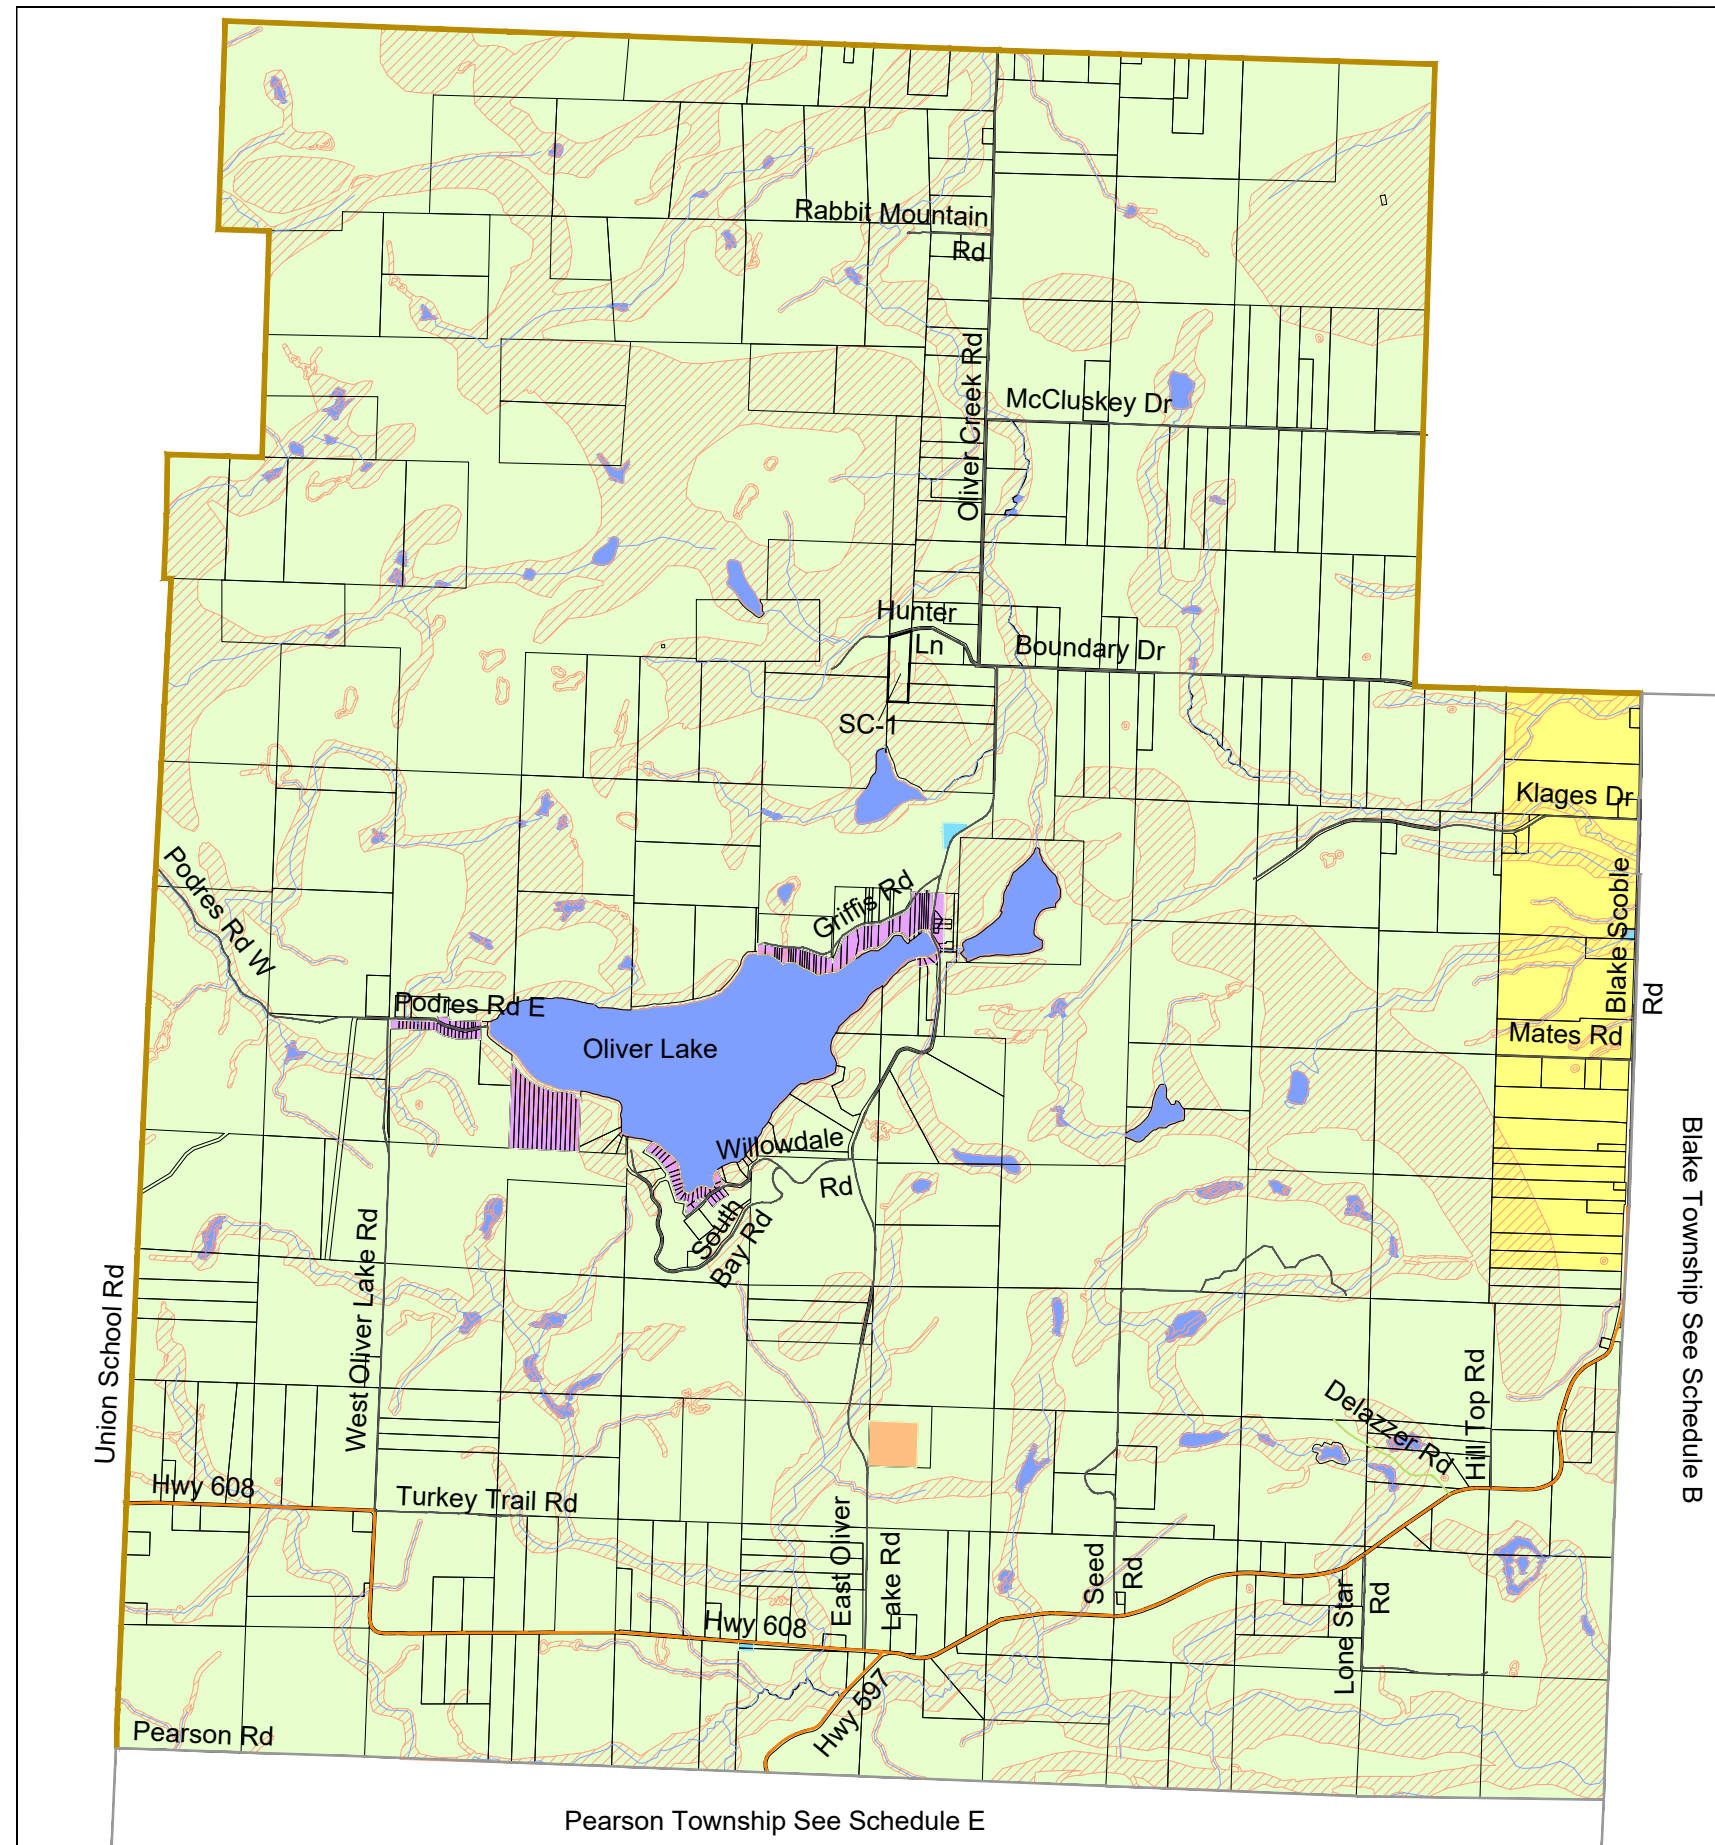 Rabbit Mountain
Rd
Oliver Creek Rd
McCluskey Dr
Hunter
Ln
Boundary Dr
SC-1
Klages Dr
Podres Rd W
Griffis Rd
Blake Scoble
Rd
Podres Rd E
Mates Rd
Oliver Lake
Willowdale
Rd
South
Bay Rd
West Oliver Lake Rd
Union School Rd
Blake Township See Schedule B
Hill Top Rd
Delazzer Rd
Hwy 608
Turkey Trail Rd
East Oliver
Lake Rd
Seed
Rd
Lone Star
Rd
Hwy 608
Hwy 597
Pearson Rd
Pearson Township See Schedule E